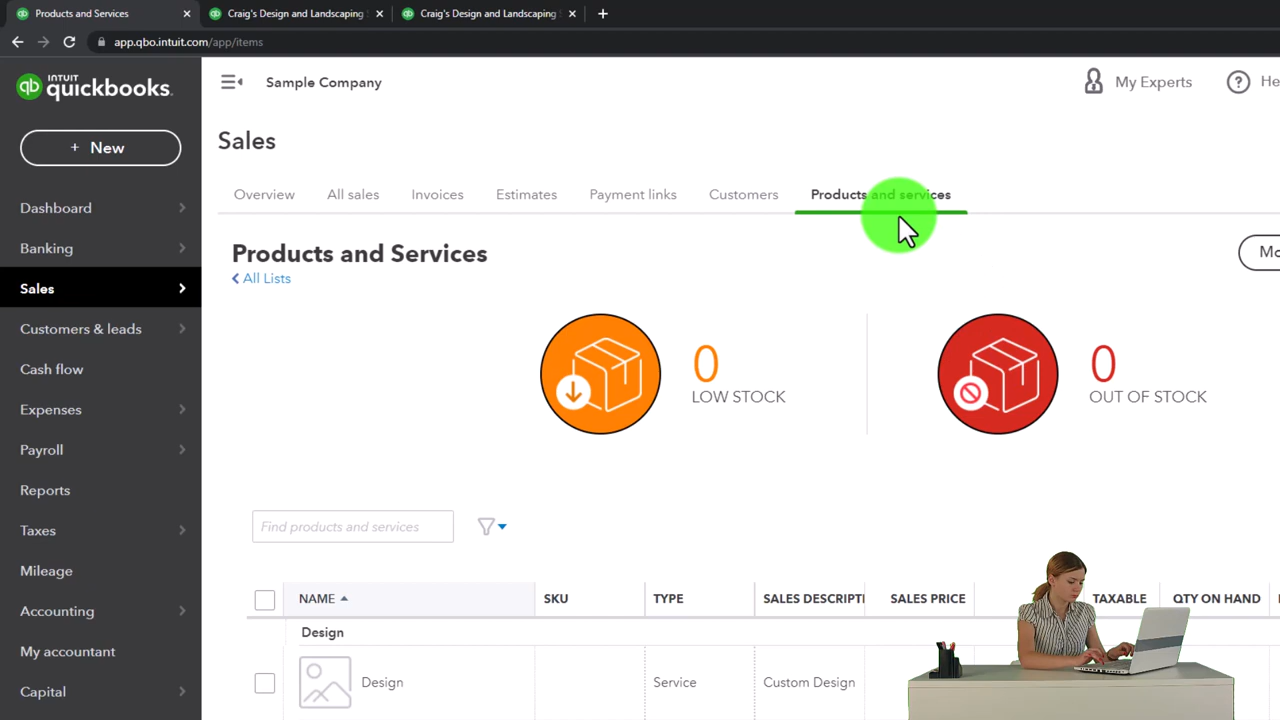 Products and Services
Craig's Design and Landscaping
Craig's Design and Landscaping
app.qbo.intuit.com/app/items
qb INTUIT quickbooks.
Sample Company
My Experts
He
+ New
Sales
Overview
All sales
Invoices
Estimates
Payment links
Customers
Products and services
Dashboard
Banking
Sales
Customers & leads
Cash flow
Expenses
Payroll
Reports
Taxes
Mileage
Accounting
My accountant
Capital
Products and Services
Mo
All Lists
0
LOW STOCK
0
OUT OF STOCK
Find products and services
NAME
SKU
TYPE
SALES DESCRIPTI
SALES PRICE
TAXABLE
QTY ON HAND
Design
Design
Service
Custom Design